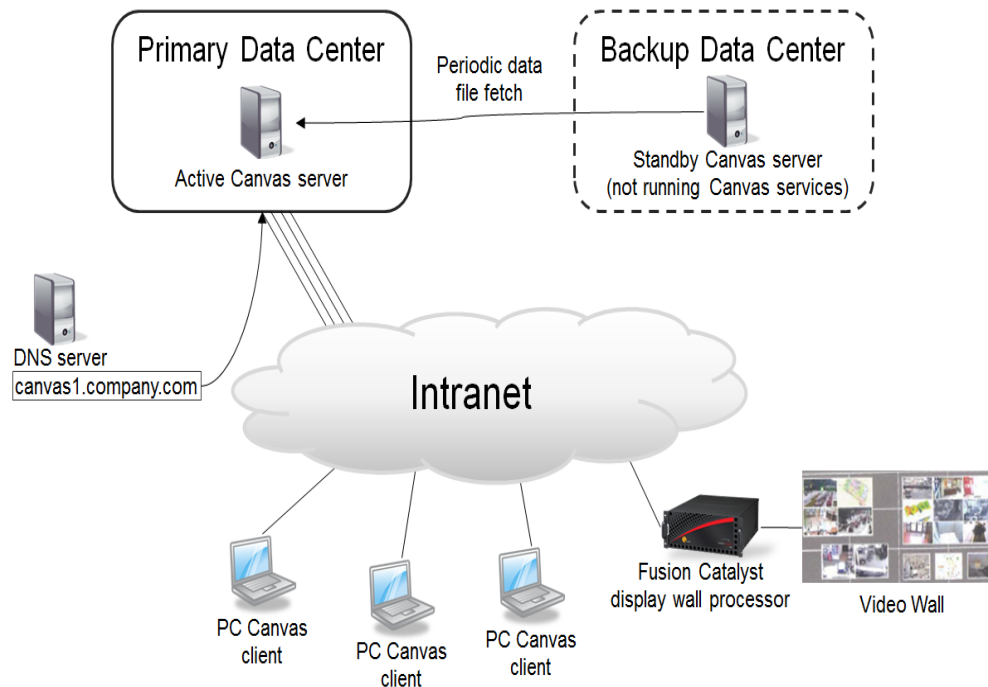 Primary Data Center
Active Canvas server
Periodic data
file fetch
Backup Data Center
Standby Canvas server
(not running Canvas services)
DNS server
canvas1.company.com
Intranet
PC Canvas
client
PC Canvas
client
PC Canvas
client
Fusion Catalyst
display wall processor
Video Wall